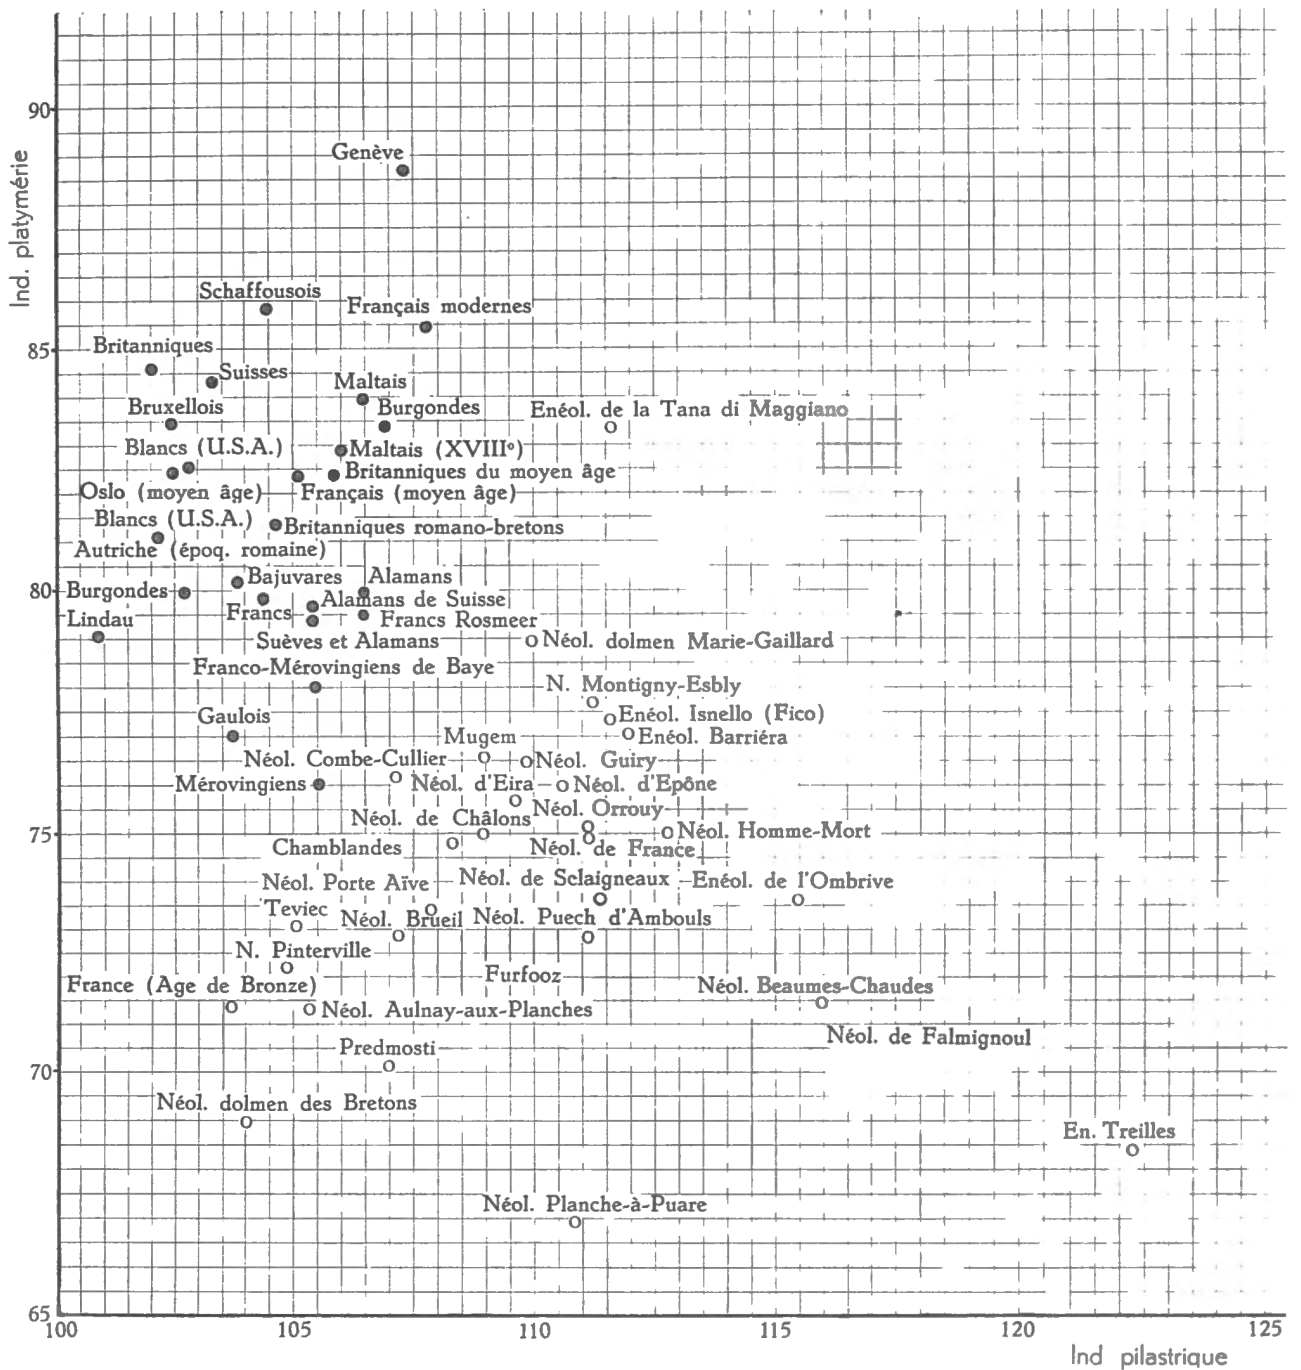 90
Genève
Ind. platymérie
Schaffousois
Français modernes
85
Britanniques
Suisses
Maltais
Bruxellois
Burgondes
Enéol. de la Tana di Maggiano
Blancs (U.S.A.)
Maltais (XVIIIº)
Britanniques du moyen âge
Oslo (moyen âge)
Français (moyen âge)
Blancs (U.S.A.)
Britanniques romano-bretons
Autriche (époq. romaine)
80
Burgondes
Bajuvares
Alamans
Alamans de Suisse
Francs
Francs Rosmeer
Lindau
Suèves et Alamans
Néol. dolmen Marie-Gaillard
Franco-Mérovingiens de Baye
N. Montigny-Esbly
Gaulois
Enéol. Isnello (Fico)
Mugem
Enéol. Barriéra
Néol. Combe-Cullier
Néol. Guiry
Mérovingiens
Néol. d'Eira
Néol. d'Epône
Néol. Orrouy
Néol. de Châlons
75
Néol. Homme-Mort
Chamblandes
Néol. de France
Néol. Porte Aïve
Néol. de Sclaigneaux
Enéol. de l'Ombrive
Teviec
Néol. Brueil
Néol. Puech d'Ambouls
N. Pinterville
Furfooz
France (Age de Bronze)
Néol. Beaumes-Chaudes
Néol. Aulnay-aux-Planches
Néol. de Falmignoul
Predmosti
70
Néol. dolmen des Bretons
En. Treilles
Néol. Planche-à-Puare
65
100 105 110 115 120 125
Ind pilastrique